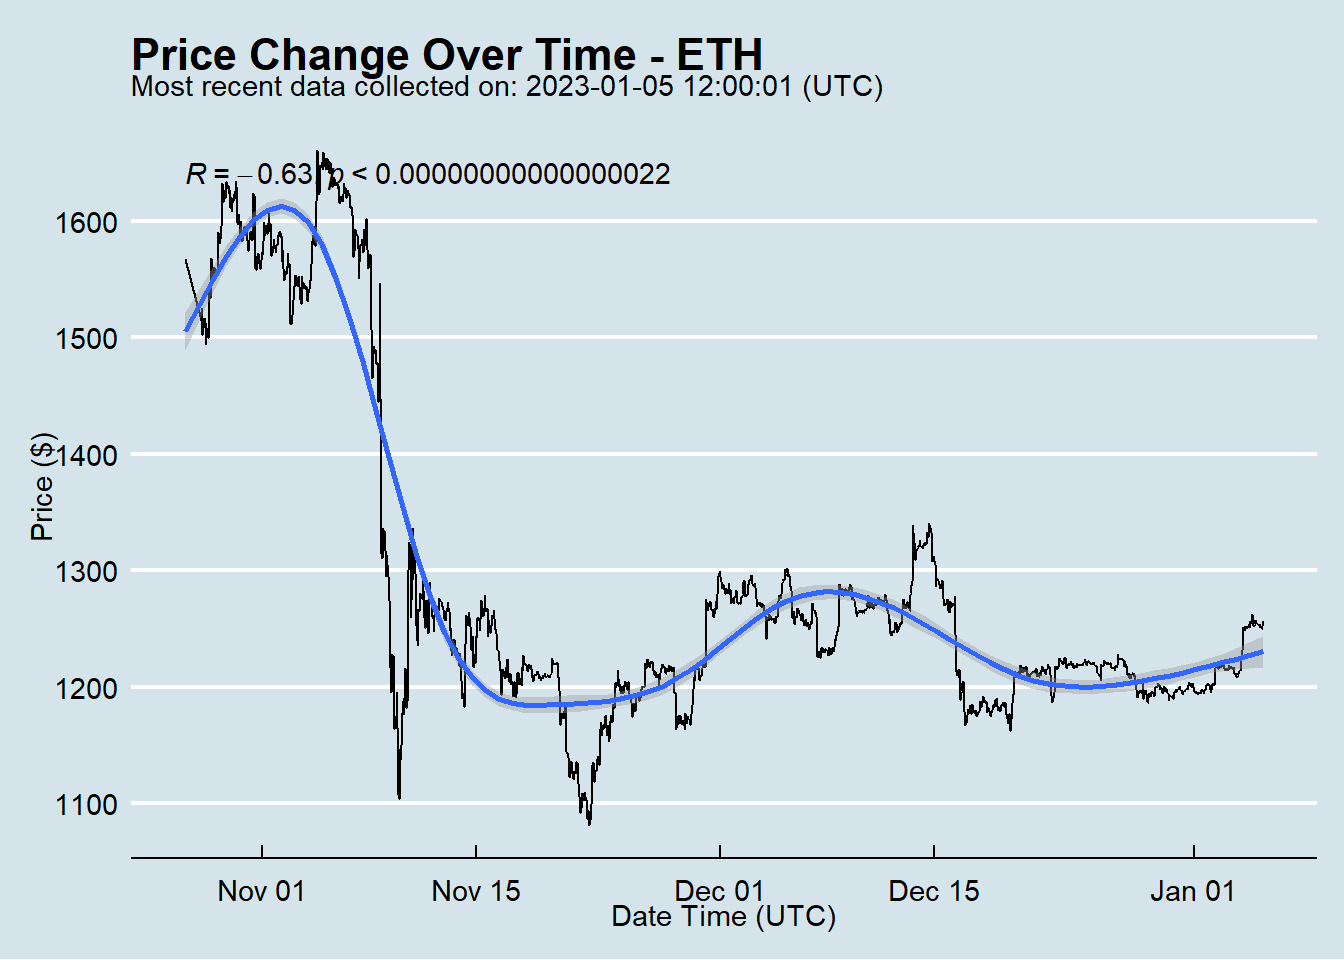 Price Change Over Time - ETH
Most recent data collected on: 2023-01-05 12:00:01 (UTC)
R = −0.63, p < 0.00000000000000022
1600
1500
1400
1300
1200
1100
Price ($)
Nov 01 Nov 15 Dec 01 Dec 15 Jan 01
Date Time (UTC)